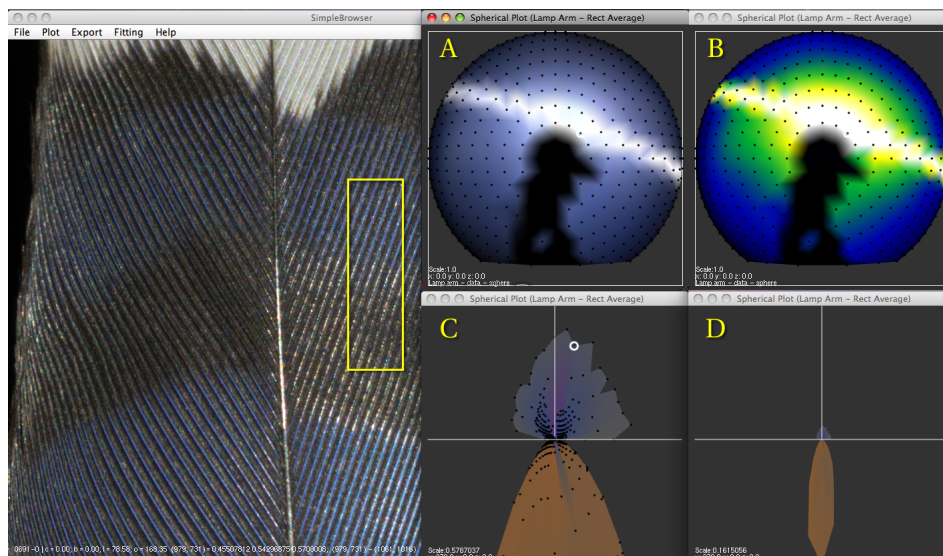 SimpleBrowser
File Plot Export Fitting Help
Spherical Plot (Lamp Arm – Rect Average)
A
Scale:1.0
x: 0.0 y: 0.0 z: 0.0
Lamp arm – data – sphere
Spherical Plot (Lamp Arm – Rect Average)
B
Scale:1.0
x: 0.0 y: 0.0 z: 0.0
Lamp arm – data – sphere
Spherical Plot (Lamp Arm – Rect Average)
C
Scale:0.5787037
Spherical Plot (Lamp Arm – Rect Average)
D
Scale:0.1615056